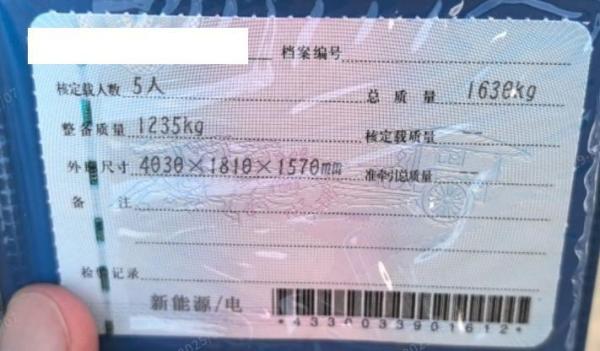 档案编号
核定载人数 5人 总质量 1630kg
整备质量 1235kg 核定载质量 --
外廓尺寸 4030×1810×1570mm 准牵引总质量 --
备注
检验记录
新能源/电
*4330033901612*